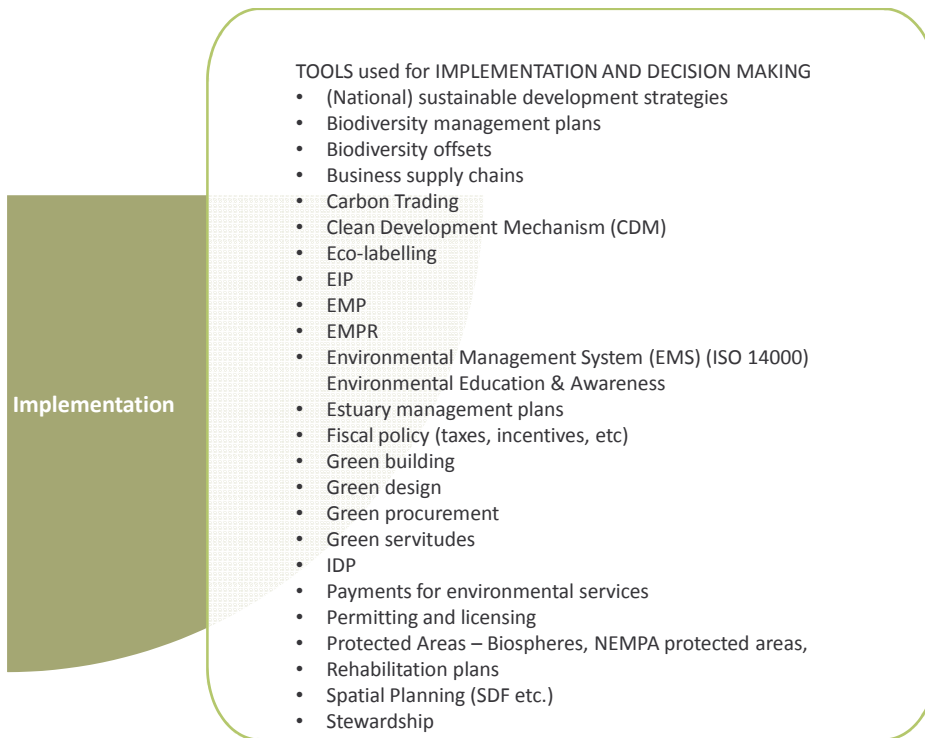 TOOLS used for IMPLEMENTATION AND DECISION MAKING
• (National) sustainable development strategies
• Biodiversity management plans
• Biodiversity offsets
• Business supply chains
• Carbon Trading
• Clean Development Mechanism (CDM)
• Eco-labelling
• EIP
• EMP
• EMPR
• Environmental Management System (EMS) (ISO 14000)
Environmental Education & Awareness
• Estuary management plans
• Fiscal policy (taxes, incentives, etc)
• Green building
• Green design
• Green procurement
• Green servitudes
• IDP
• Payments for environmental services
• Permitting and licensing
• Protected Areas – Biospheres, NEMPA protected areas,
• Rehabilitation plans
• Spatial Planning (SDF etc.)
• Stewardship
Implementation